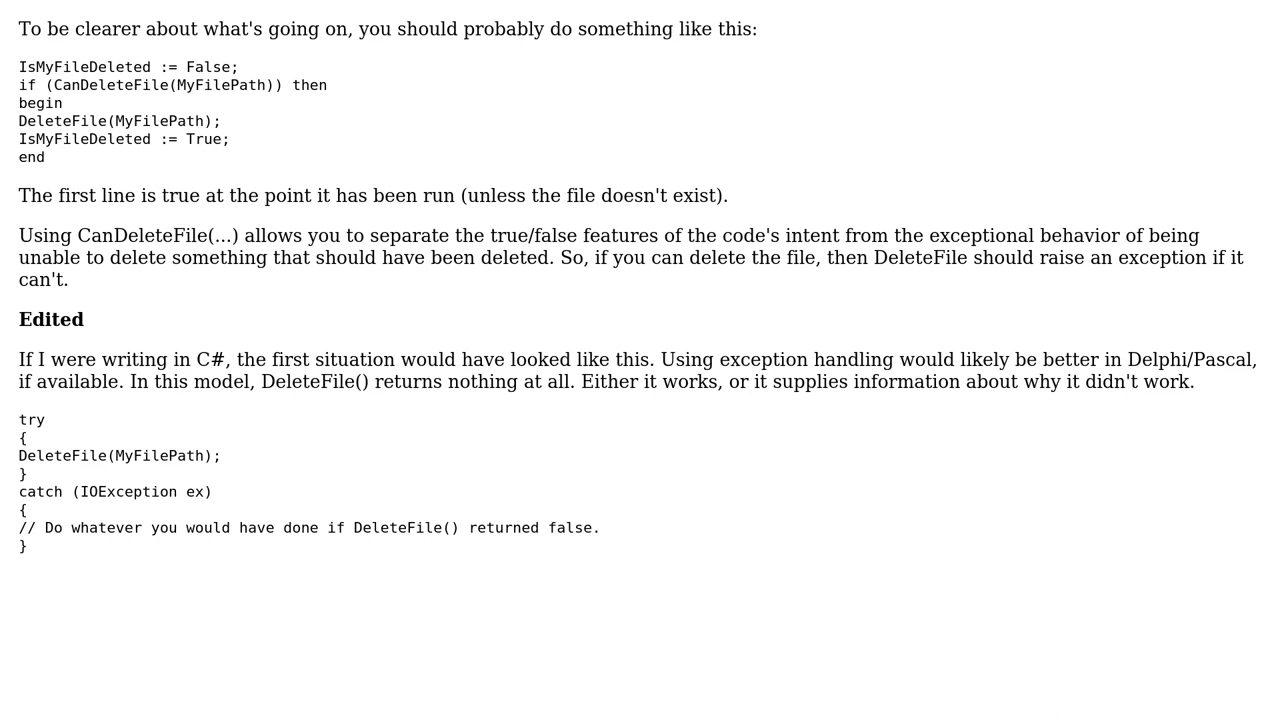 To be clearer about what's going on, you should probably do something like this:
IsMyFileDeleted := False;
if (CanDeleteFile(MyFilePath)) then
begin
DeleteFile(MyFilePath);
IsMyFileDeleted := True;
end
The first line is true at the point it has been run (unless the file doesn't exist).
Using CanDeleteFile(...) allows you to separate the true/false features of the code's intent from the exceptional behavior of being
unable to delete something that should have been deleted. So, if you can delete the file, then DeleteFile should raise an exception if it
can't.
Edited
If I were writing in C#, the first situation would have looked like this. Using exception handling would likely be better in Delphi/Pascal,
if available. In this model, DeleteFile() returns nothing at all. Either it works, or it supplies information about why it didn't work.
try
{
DeleteFile(MyFilePath);
}
catch (IOException ex)
{
// Do whatever you would have done if DeleteFile() returned false.
}